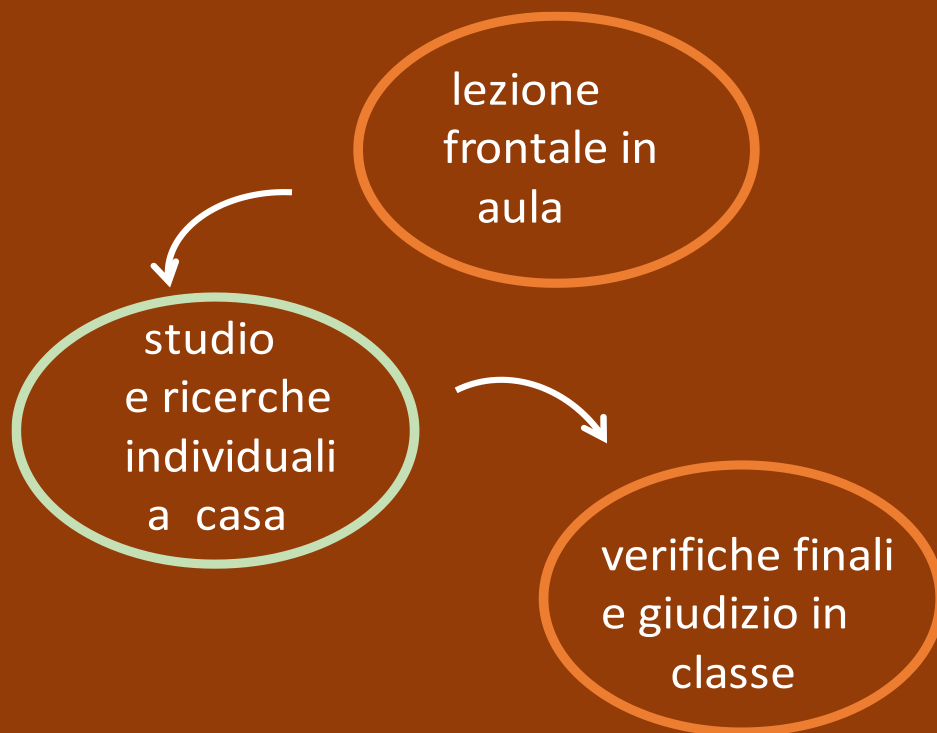 lezione
frontale in
aula
studio
e ricerche
individuali
a casa
verifiche finali
e giudizio in
classe